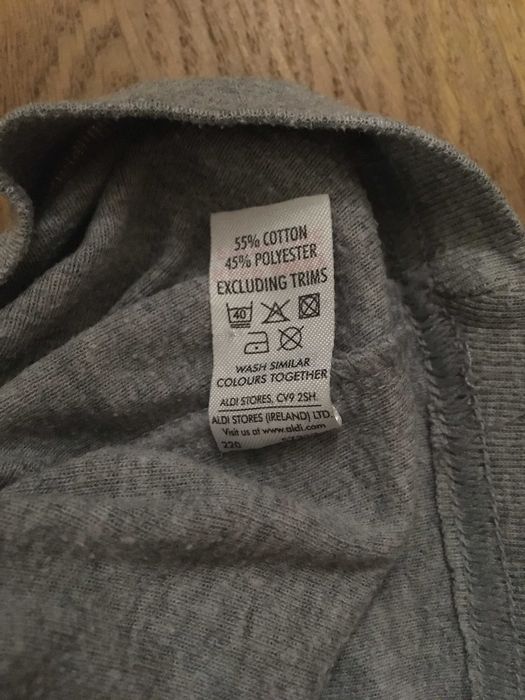 55% COTTON
45% POLYESTER
EXCLUDING TRIMS
40
WASH SIMILAR
COLOURS TOGETHER
ALDI STORES, CV9 2SH.
ALDI STORES (IRELAND) LTD.
Visit us at www.aldi.com
220